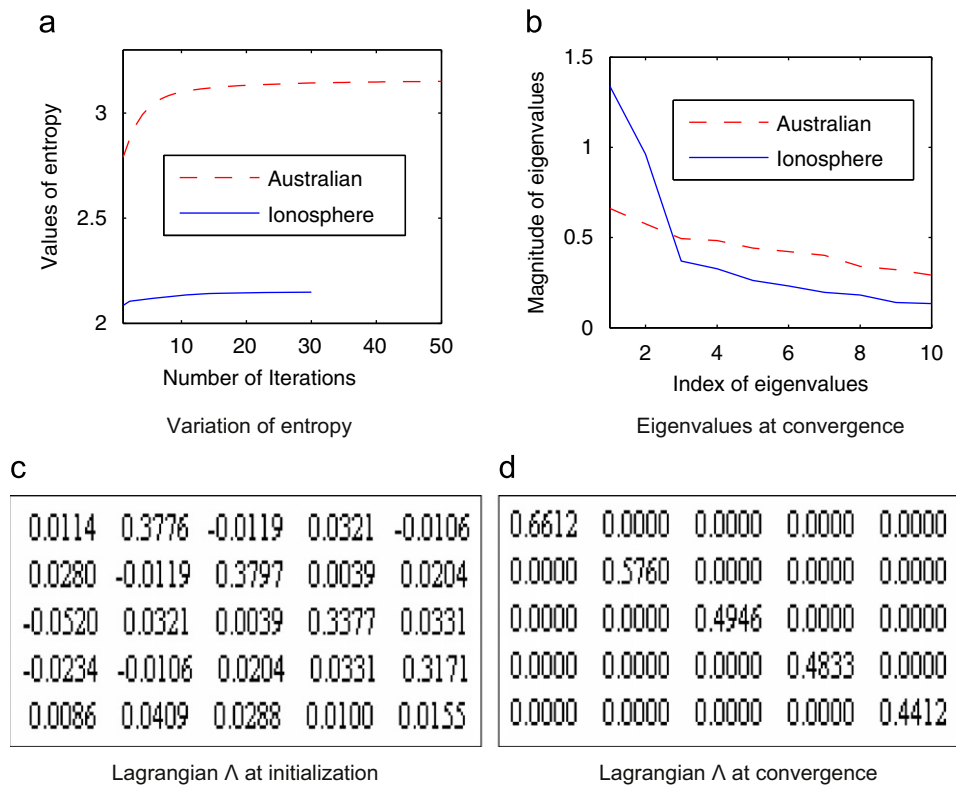 a
Values of entropy
3
2.5
2
10 20 30 40 50
Number of Iterations
Australian
Ionosphere
Variation of entropy
b
Magnitude of eigenvalues
1.5
1
0.5
0
2 4 6 8 10
Index of eigenvalues
Australian
Ionosphere
Eigenvalues at convergence
c
0.0114 0.3776 -0.0119 0.0321 -0.0106
0.0280 -0.0119 0.3797 0.0039 0.0204
-0.0520 0.0321 0.0039 0.3377 0.0331
-0.0234 -0.0106 0.0204 0.0331 0.3171
0.0086 0.0409 0.0288 0.0100 0.0155
Lagrangian Λ at initialization
d
0.6612 0.0000 0.0000 0.0000 0.0000
0.0000 0.5760 0.0000 0.0000 0.0000
0.0000 0.0000 0.4946 0.0000 0.0000
0.0000 0.0000 0.0000 0.4833 0.0000
0.0000 0.0000 0.0000 0.0000 0.4412
Lagrangian Λ at convergence